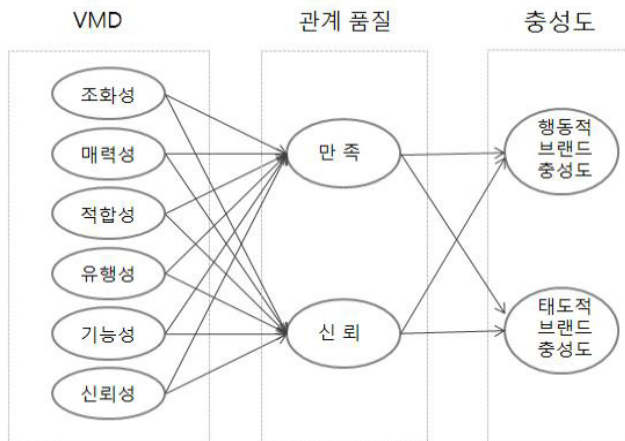 VMD
관계 품질
충성도
조화성
매력성
적합성
유행성
기능성
신뢰성
만 족
신 뢰
행동적
브랜드
충성도
태도적
브랜드
충성도